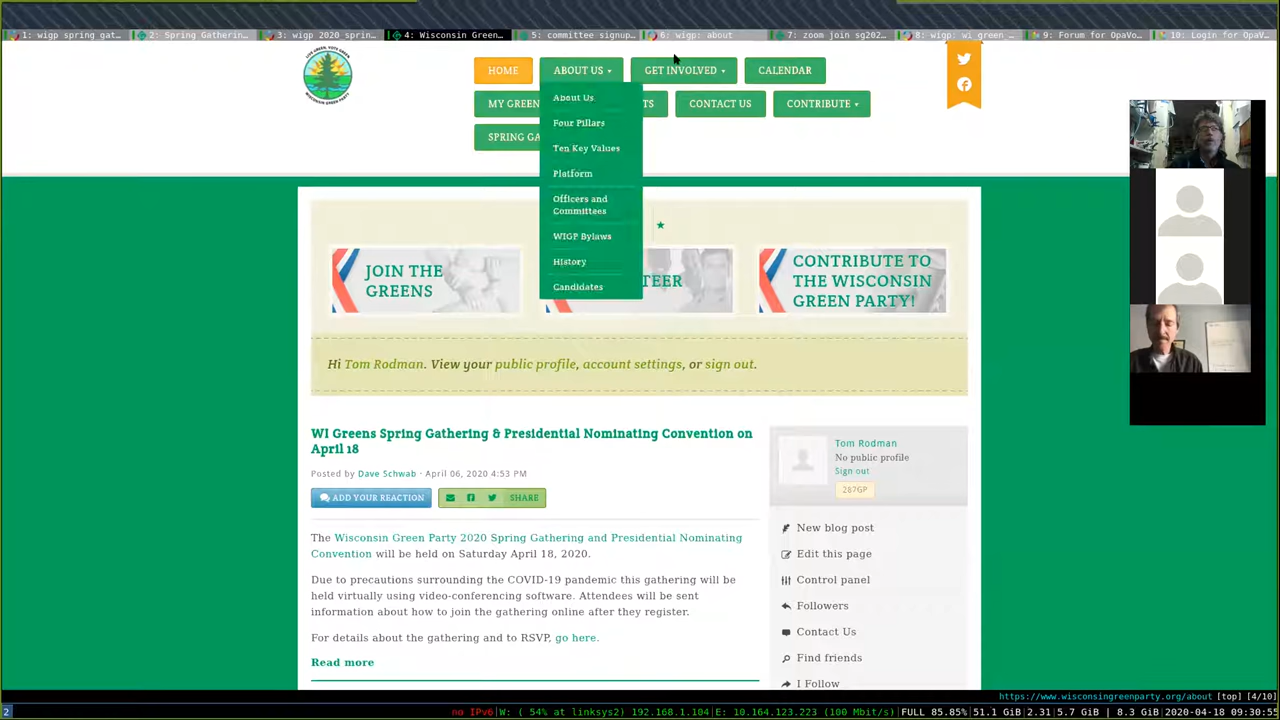 1: wigp spring gat… 2: Spring Gatherin… 3: wigp 2020 sprin… 4: Wisconsin Green… 5: committee signup… 6: wigp: about 7: zoom join sg202… 8: wigp: wi_green_… 9: Forum for OpaVo… 10: Login for OpaV…
HOME ABOUT US GET INVOLVED CALENDAR
MY GREEN TS CONTACT US CONTRIBUTE
SPRING GA
About Us
Four Pillars
Ten Key Values
Platform
Officers and
Committees
WIGP Bylaws
History
Candidates
JOIN THE
GREENS
TEER
CONTRIBUTE TO
THE WISCONSIN
GREEN PARTY!
Hi Tom Rodman. View your public profile, account settings, or sign out.
WI Greens Spring Gathering & Presidential Nominating Convention on
April 18
Posted by Dave Schwab · April 06, 2020 4:53 PM
ADD YOUR REACTION SHARE
The Wisconsin Green Party 2020 Spring Gathering and Presidential Nominating
Convention will be held on Saturday April 18, 2020.
Due to precautions surrounding the COVID-19 pandemic this gathering will be
held virtually using video-conferencing software. Attendees will be sent
information about how to join the gathering online after they register.
For details about the gathering and to RSVP, go here.
Read more
Tom Rodman
No public profile
Sign out
287GP
New blog post
Edit this page
Control panel
Followers
Contact Us
Find friends
I Follow
https://www.wisconsingreenparty.org/about [top] [4/10]
2 no IPv6|W: ( 54% at linksys2) 192.168.1.104|E: 10.164.123.223 (100 Mbit/s)|FULL 85.85%|51.1 GiB|2.31|5.7 GiB | 8.3 GiB|2020-04-18 09:30:55